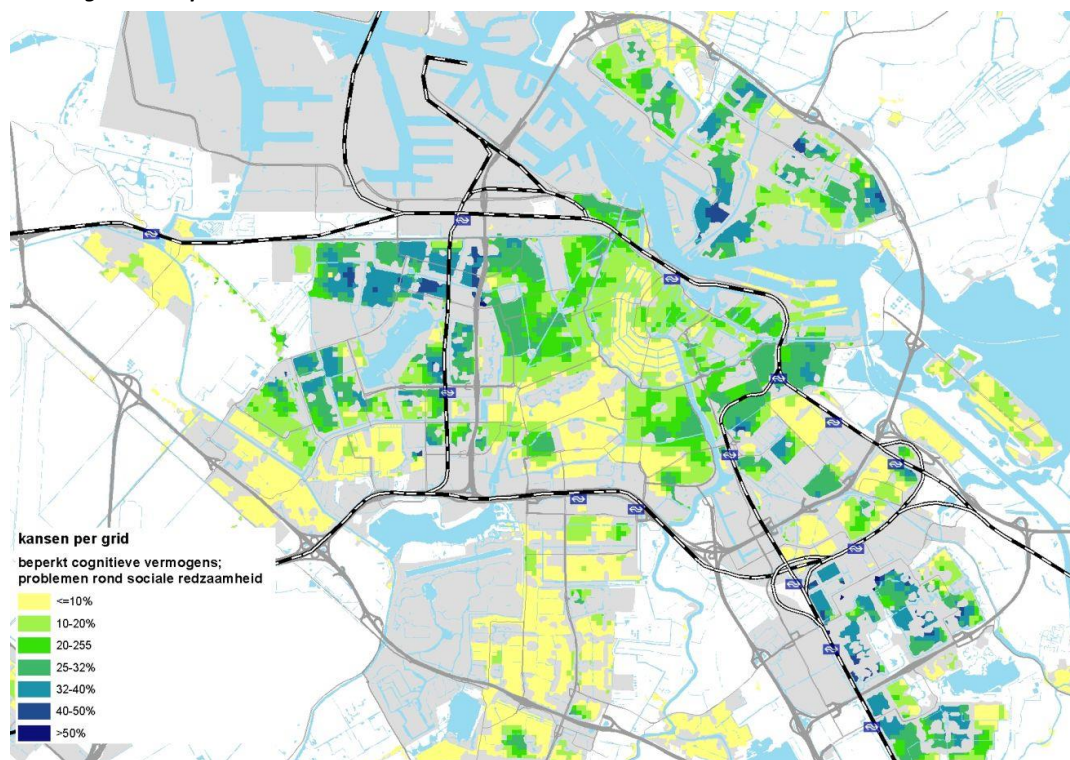 kansen per grid
beperkt cognitieve vermogens;
problemen rond sociale redzaamheid
<=10%
10-20%
20-255
25-32%
32-40%
40-50%
>50%